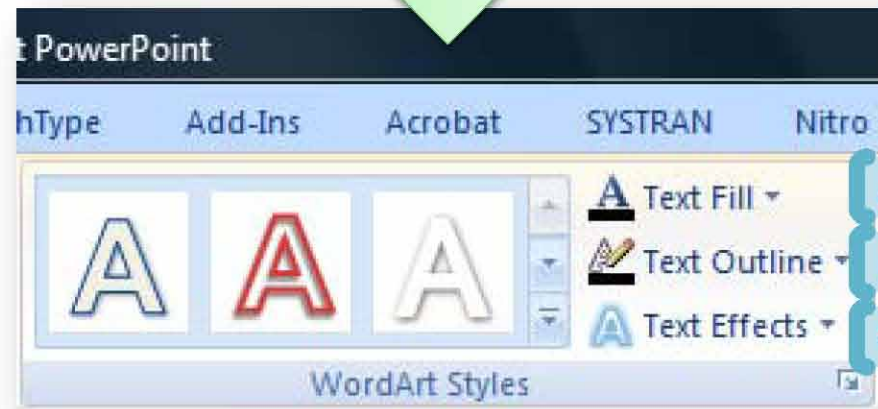 t PowerPoint
hType Add-Ins Acrobat SYSTRAN Nitro
A A A
A Text Fill
Text Outline
A Text Effects
WordArt Styles